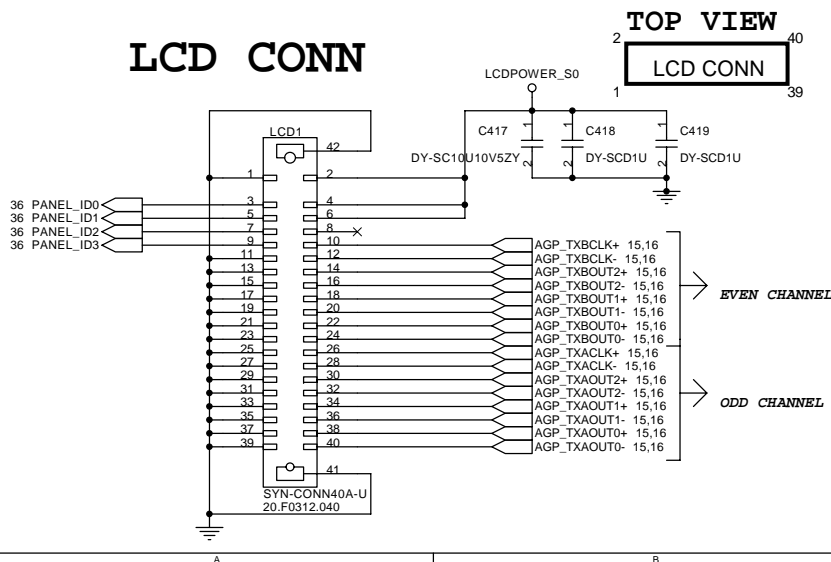 LCD CONN
TOP VIEW
2 40
LCD CONN
1 39
LCDPOWER_S0
LCD1
42
C417 1 2 DY-SC10U10V5ZY
C418 1 2 DY-SCD1U
C419 1 2 DY-SCD1U
1 2
36 PANEL_ID0 3 4
36 PANEL_ID1 5 6
36 PANEL_ID2 7 8
36 PANEL_ID3 9 10 AGP_TXBCLK+ 15,16
11 12 AGP_TXBCLK- 15,16
13 14 AGP_TXBOUT2+ 15,16
15 16 AGP_TXBOUT2- 15,16
17 18 AGP_TXBOUT1+ 15,16
19 20 AGP_TXBOUT1- 15,16
21 22 AGP_TXBOUT0+ 15,16
23 24 AGP_TXBOUT0- 15,16
EVEN CHANNEL
25 26 AGP_TXACLK+ 15,16
27 28 AGP_TXACLK- 15,16
29 30 AGP_TXAOUT2+ 15,16
31 32 AGP_TXAOUT2- 15,16
33 34 AGP_TXAOUT1+ 15,16
35 36 AGP_TXAOUT1- 15,16
37 38 AGP_TXAOUT0+ 15,16
39 40 AGP_TXAOUT0- 15,16
ODD CHANNEL
41
SYN-CONN40A-U
20.F0312.040
A B